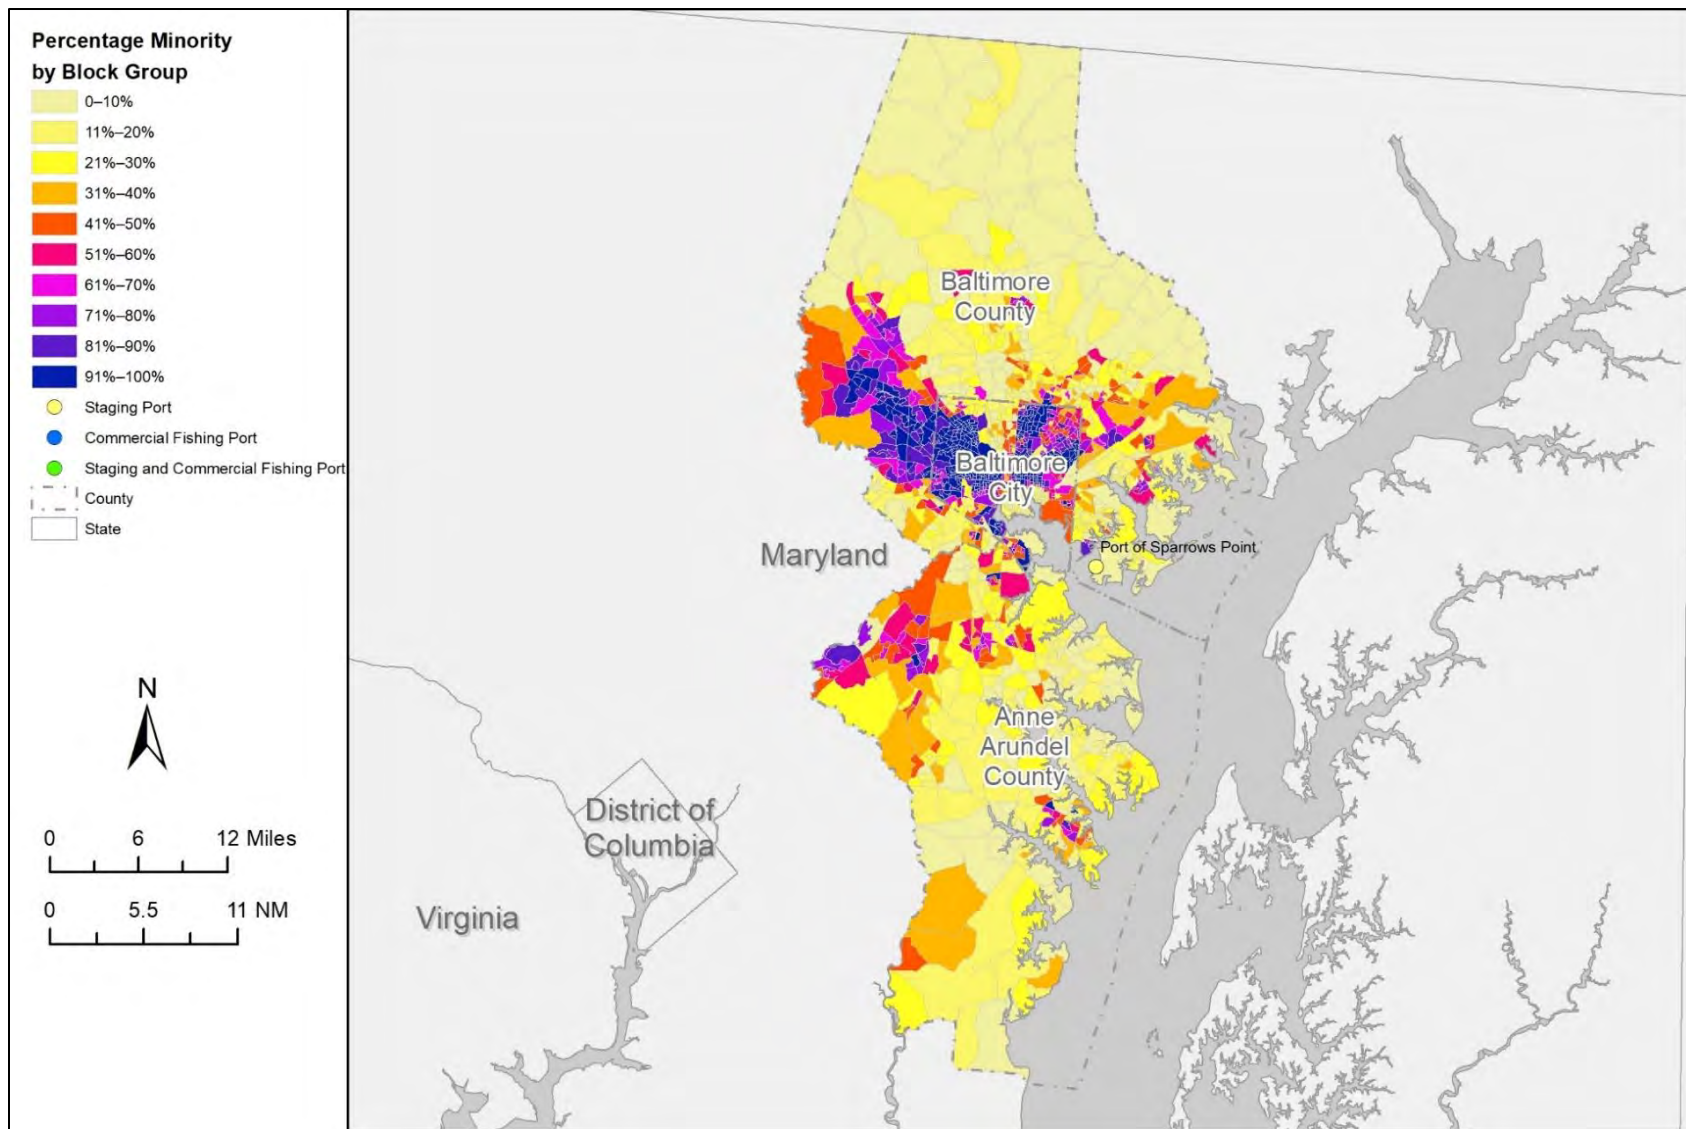 Percentage Minority
by Block Group
0–10%
11%–20%
21%–30%
31%–40%
41%–50%
51%–60%
61%–70%
71%–80%
81%–90%
91%–100%
Staging Port
Commercial Fishing Port
Staging and Commercial Fishing Port
County
State
N
0 6 12 Miles
0 5.5 11 NM
Baltimore
County
Baltimore
City
Port of Sparrows Point
Maryland
Anne
Arundel
County
District of
Columbia
Virginia